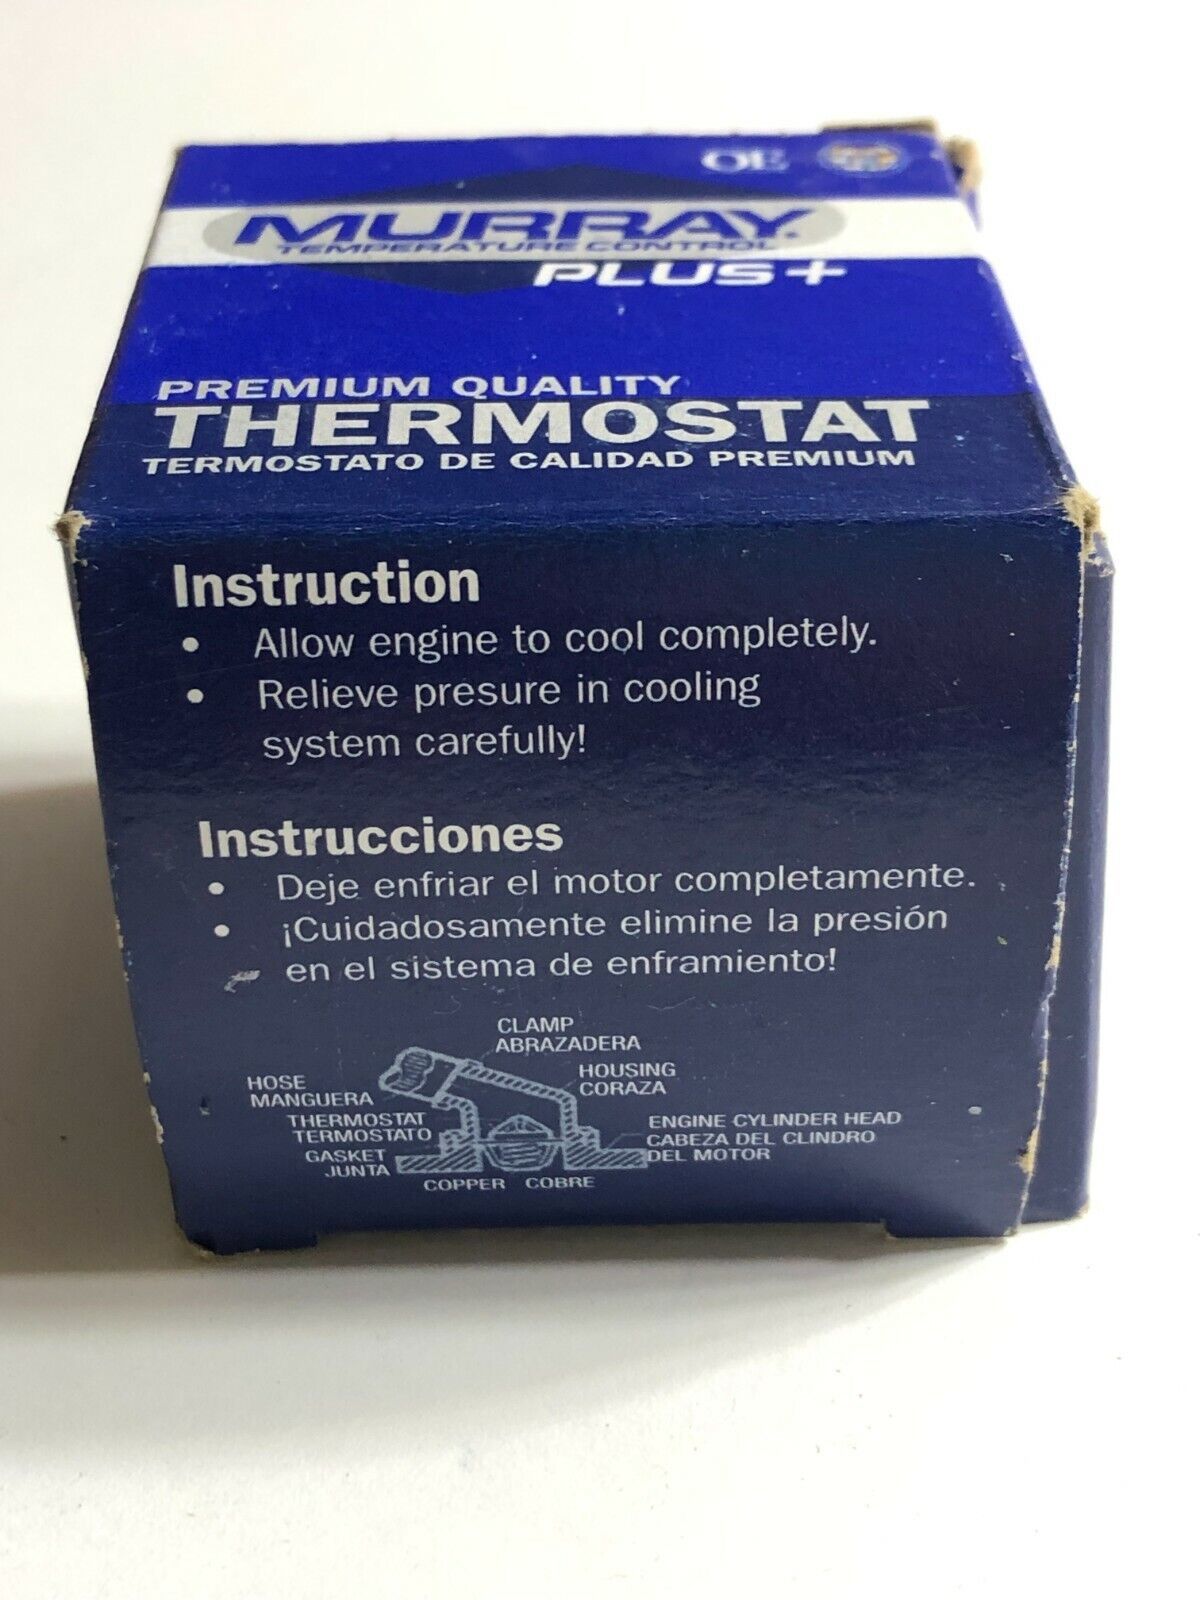 OE
MURRAY
TEMPERATURE CONTROL
PLUS+
PREMIUM QUALITY
THERMOSTAT
TERMOSTATO DE CALIDAD PREMIUM
Instruction
• Allow engine to cool completely.
• Relieve presure in cooling
system carefully!
Instrucciones
• Deje enfriar el motor completamente.
• ¡Cuidadosamente elimine la presión
en el sistema de enframiento!
CLAMP
ABRAZADERA
HOUSING
CORAZA
HOSE
MANGUERA
THERMOSTAT
TERMOSTATO
ENGINE CYLINDER HEAD
CABEZA DEL CLINDRO
DEL MOTOR
GASKET
JUNTA
COPPER COBRE